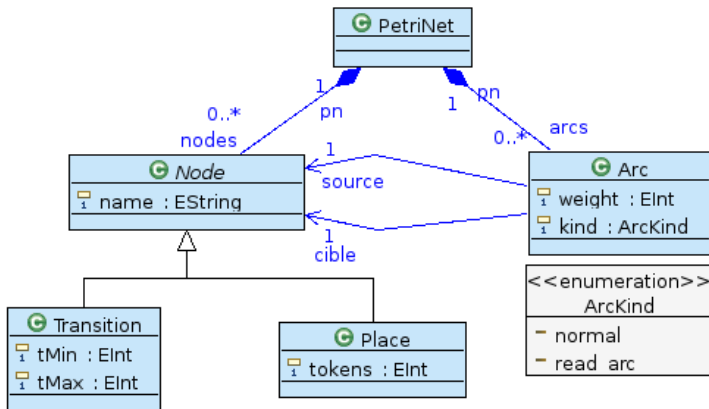 PetriNet
1
pn
0..*
nodes
pn
1
0..*
arcs
Node
name : EString
1
source
1
cible
Arc
weight : EInt
kind : ArcKind
<<enumeration>>
ArcKind
normal
read_arc
Transition
tMin : EInt
tMax : EInt
Place
tokens : EInt